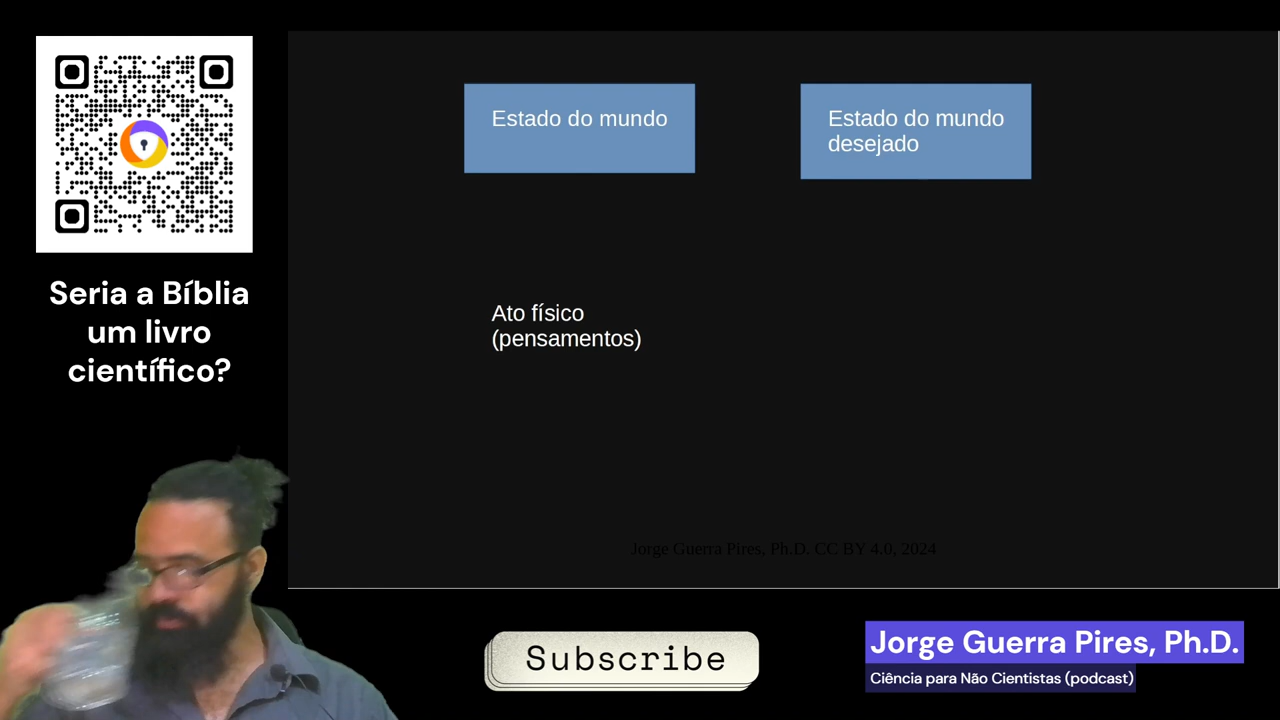 Estado do mundo
Estado do mundo
desejado
Seria a Bíblia
um livro
científico?
Ato físico
(pensamentos)
Jorge Guerra Pires, Ph.D. CC BY 4.0, 2024
Subscribe
Jorge Guerra Pires, Ph.D.
Ciência para Não Cientistas (podcast)